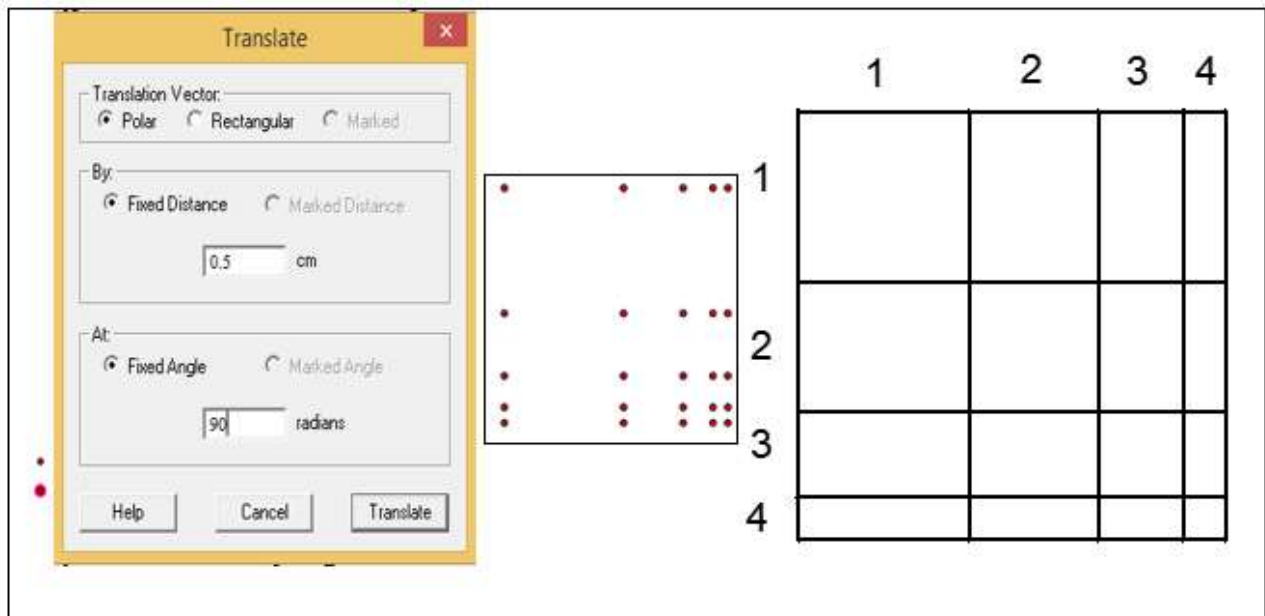 Translate
x
Translation Vector:
Polar Rectangular Marked
By:
Fixed Distance Marked Distance
0.5 cm
At:
Fixed Angle Marked Angle
90 radians
Help Cancel Translate
1 2 3 4
1
2
3
4